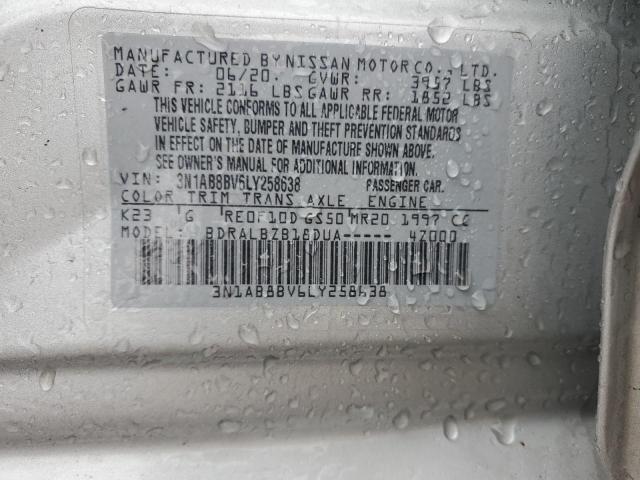 MANUFACTURED BY NISSAN MOTOR CO., LTD.
DATE: 06/20 GVWR: 3957 LBS
GAWR FR: 2116 LBS GAWR RR: 1852 LBS
THIS VEHICLE CONFORMS TO ALL APPLICABLE FEDERAL MOTOR
VEHICLE SAFETY, BUMPER AND THEFT PREVENTION STANDARDS
IN EFFECT ON THE DATE OF MANUFACTURE SHOWN ABOVE.
SEE OWNER'S MANUAL FOR ADDITIONAL INFORMATION.
VIN: 3N1AB8BV6LY258638 PASSENGER CAR.
COLOR TRIM TRANS AXLE ENGINE
K23 G RE0F10D GS50 MR20 1997 CC
MODEL: BDRALBZB18DUA----- 4Z000
3N1AB8BV6LY258638